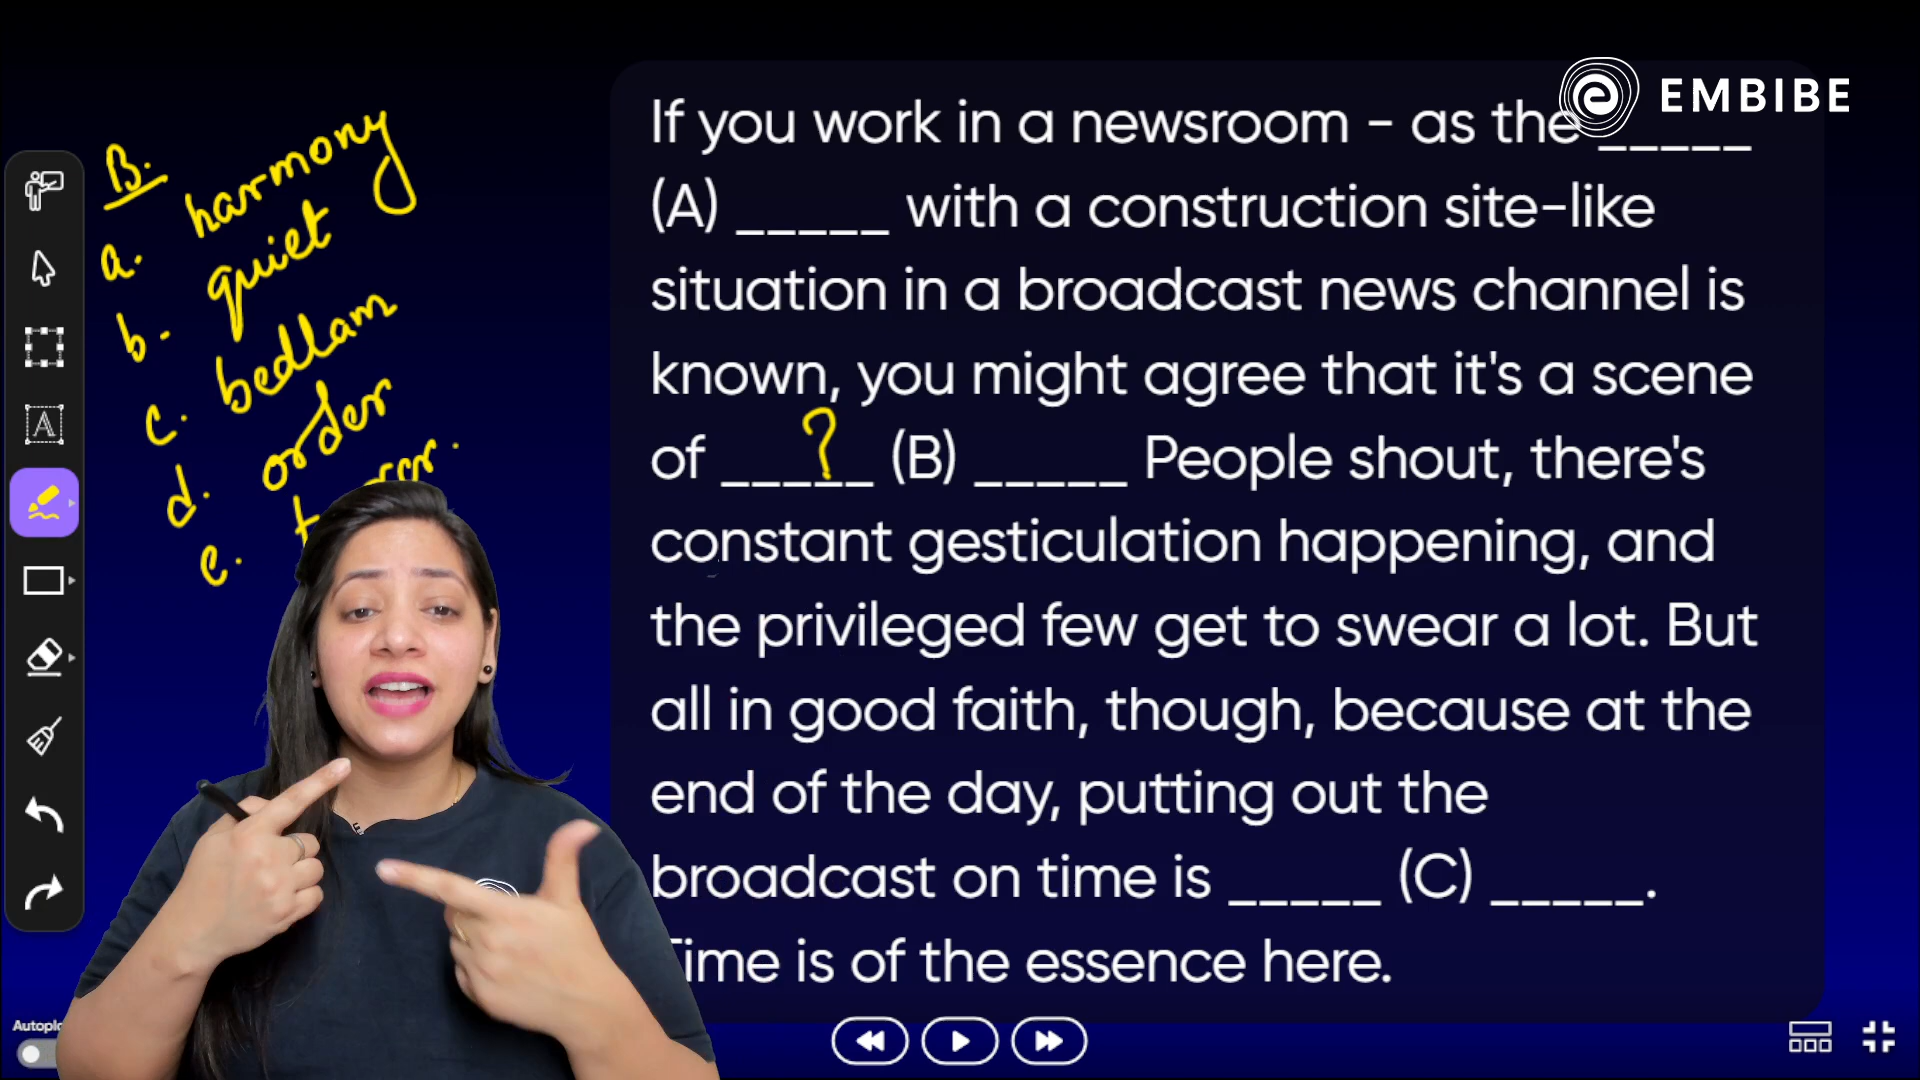 EMBIBE
B.
a. harmony
b. quiet
c. bedlam
d. order
e.
If you work in a newsroom - as the _____
(A) _____ with a construction site-like
situation in a broadcast news channel is
known, you might agree that it's a scene
of _____ ? (B) _____ People shout, there's
constant gesticulation happening, and
the privileged few get to swear a lot. But
all in good faith, though, because at the
end of the day, putting out the
broadcast on time is _____ (C) _____.
Time is of the essence here.